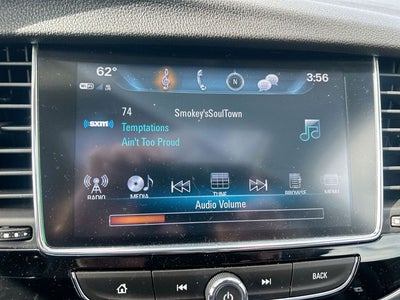 62°
3:56
74 Smokey'sSoulTown
sxm
Temptations
Ain't Too Proud
RADIO MEDIA TUNE BROWSE MENU
Audio Volume
BACK